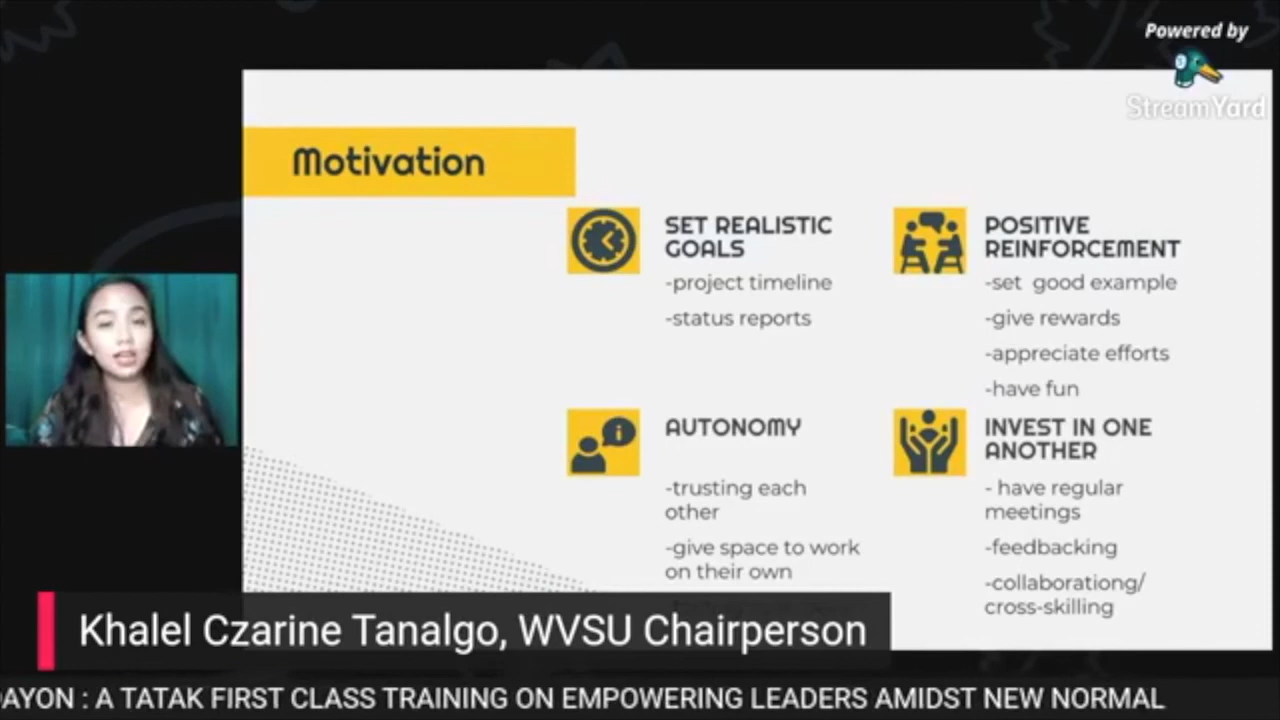 Powered by
StreamYard
Motivation
SET REALISTIC
GOALS
-project timeline
-status reports
POSITIVE
REINFORCEMENT
-set good example
-give rewards
-appreciate efforts
-have fun
AUTONOMY
-trusting each
other
-give space to work
on their own
INVEST IN ONE
ANOTHER
- have regular
meetings
-feedbacking
-collaborationg/
cross-skilling
Khalel Czarine Tanalgo, WVSU Chairperson
: A TATAK FIRST CLASS TRAINING ON EMPOWERING LEADERS AMIDST NEW NORMAL